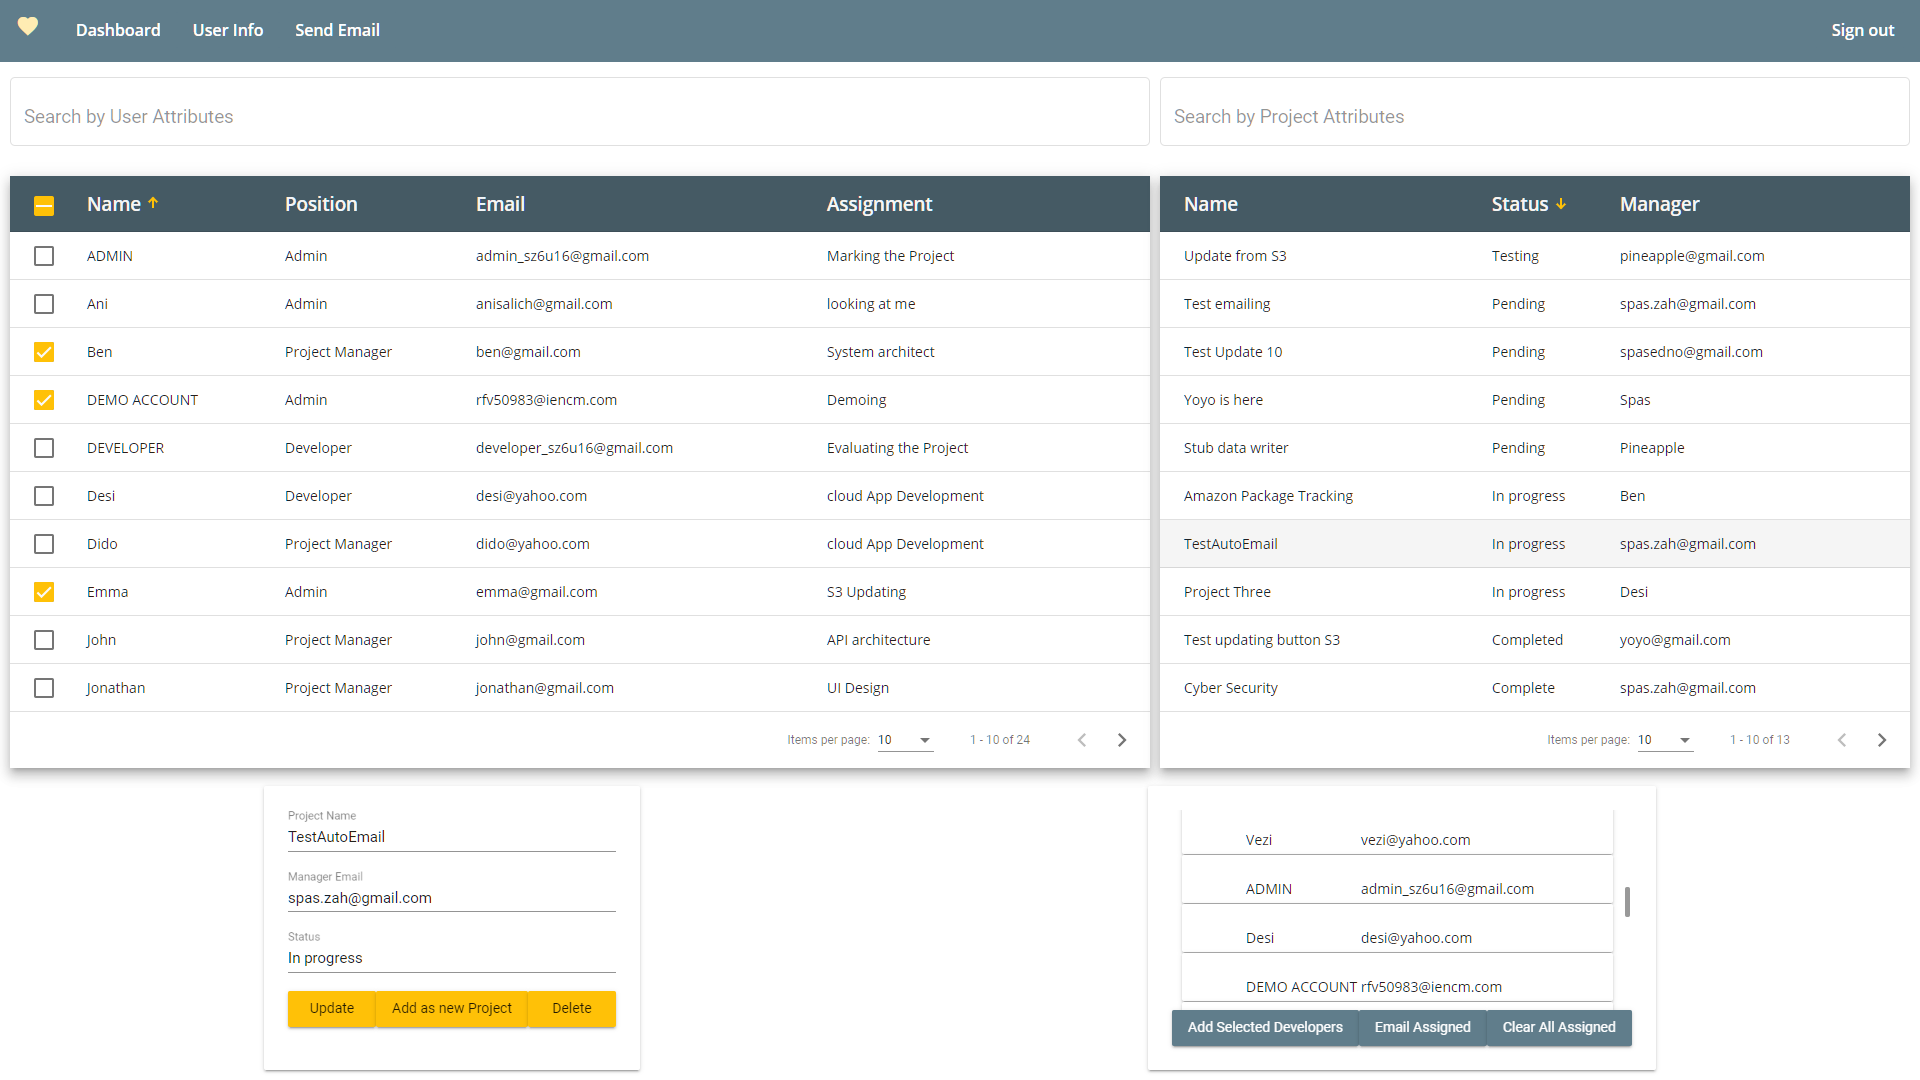 Dashboard User Info Send Email Sign out
Search by User Attributes
Search by Project Attributes
Name Position Email Assignment
ADMIN Admin admin_sz6u16@gmail.com Marking the Project
Ani Admin anisalich@gmail.com looking at me
Ben Project Manager ben@gmail.com System architect
DEMO ACCOUNT Admin rfv50983@iencm.com Demoing
DEVELOPER Developer developer_sz6u16@gmail.com Evaluating the Project
Desi Developer desi@yahoo.com cloud App Development
Dido Project Manager dido@yahoo.com cloud App Development
Emma Admin emma@gmail.com S3 Updating
John Project Manager john@gmail.com API architecture
Jonathan Project Manager jonathan@gmail.com UI Design
Items per page: 10 1 - 10 of 24
Name Status Manager
Update from S3 Testing pineapple@gmail.com
Test emailing Pending spas.zah@gmail.com
Test Update 10 Pending spasedno@gmail.com
Yoyo is here Pending Spas
Stub data writer Pending Pineapple
Amazon Package Tracking In progress Ben
TestAutoEmail In progress spas.zah@gmail.com
Project Three In progress Desi
Test updating button S3 Completed yoyo@gmail.com
Cyber Security Complete spas.zah@gmail.com
Items per page: 10 1 - 10 of 13
Project Name
TestAutoEmail
Manager Email
spas.zah@gmail.com
Status
In progress
Update Add as new Project Delete
Vezi vezi@yahoo.com
ADMIN admin_sz6u16@gmail.com
Desi desi@yahoo.com
DEMO ACCOUNT rfv50983@iencm.com
Add Selected Developers Email Assigned Clear All Assigned